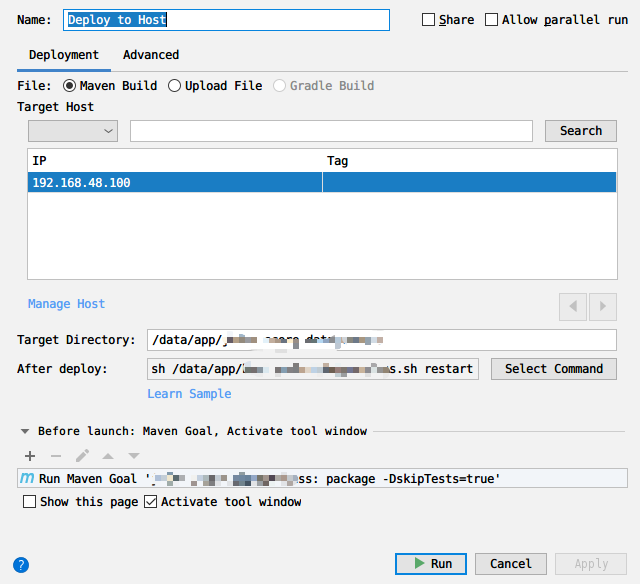 Name: Deploy to Host Share Allow parallel run
Deployment Advanced
File: Maven Build Upload File Gradle Build
Target Host
Search
IP Tag
192.168.48.100
Manage Host
Target Directory: /data/app/
After deploy: sh /data/app/ s.sh restart Select Command
Learn Sample
Before launch: Maven Goal, Activate tool window
m Run Maven Goal ' ss: package -DskipTests=true'
Show this page Activate tool window
? Run Cancel Apply